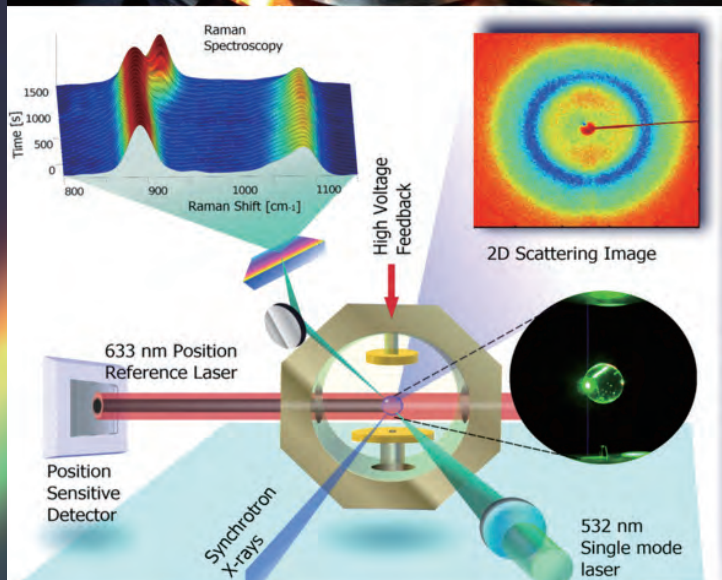 Raman
Spectroscopy
1500
1000
500
0
Time [s]
800
900
1000
1100
Raman Shift [cm-1]
High Voltage
Feedback
2D Scattering Image
633 nm Position
Reference Laser
Position
Sensitive
Detector
Synchrotron
X-rays
532 nm
Single mode
laser